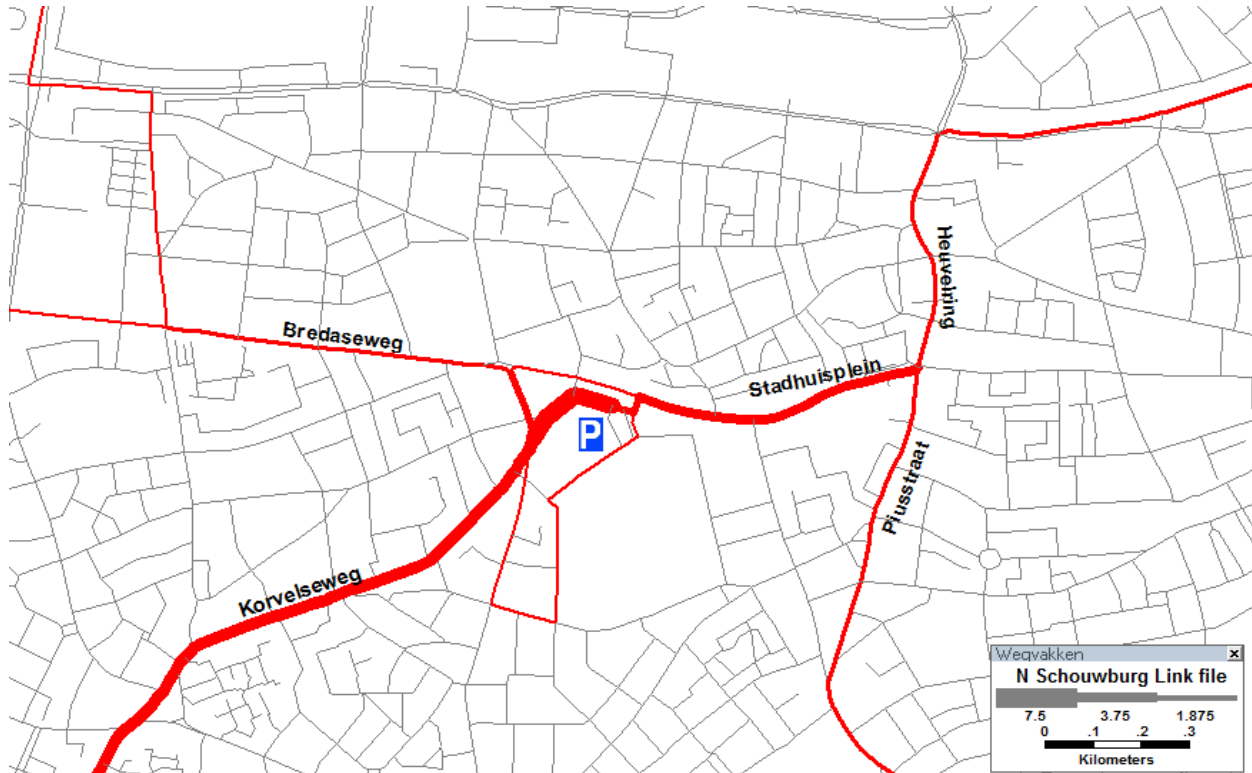 Heuvelring
Bredaseweg
Stadhuisplein
P
Piusstraat
Korvelseweg
Wegvakken
N Schouwburg Link file
7.5 3.75 1.875
0 .1 .2 .3
Kilometers